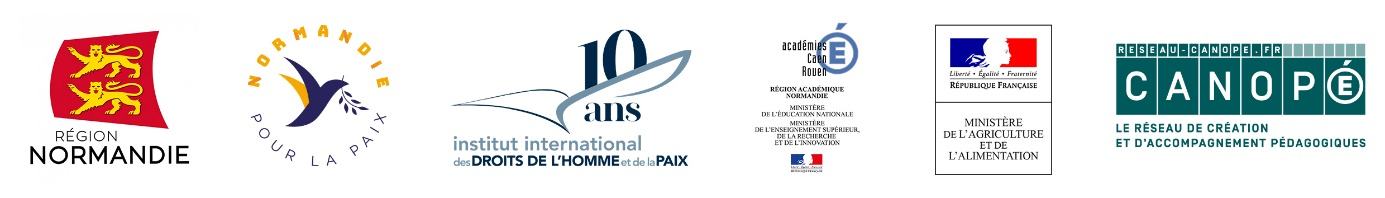 RÉGION
NORMANDIE
NORMANDIE
POUR LA PAIX
10
ans
institut international
des DROITS DE L'HOMME et de la PAIX
académies
Caen
Rouen
É
RÉGION ACADÉMIQUE
NORMANDIE
MINISTÈRE
DE L'ÉDUCATION NATIONALE
MINISTÈRE
DE L'ENSEIGNEMENT SUPÉRIEUR,
DE LA RECHERCHE
ET DE L'INNOVATION
Liberté • Égalité • Fraternité
RÉPUBLIQUE FRANÇAISE
MINISTÈRE
DE L'AGRICULTURE
ET DE
L'ALIMENTATION
RESEAU-CANOPE.FR
CANOPÉ
LE RÉSEAU DE CRÉATION
ET D'ACCOMPAGNEMENT PÉDAGOGIQUES